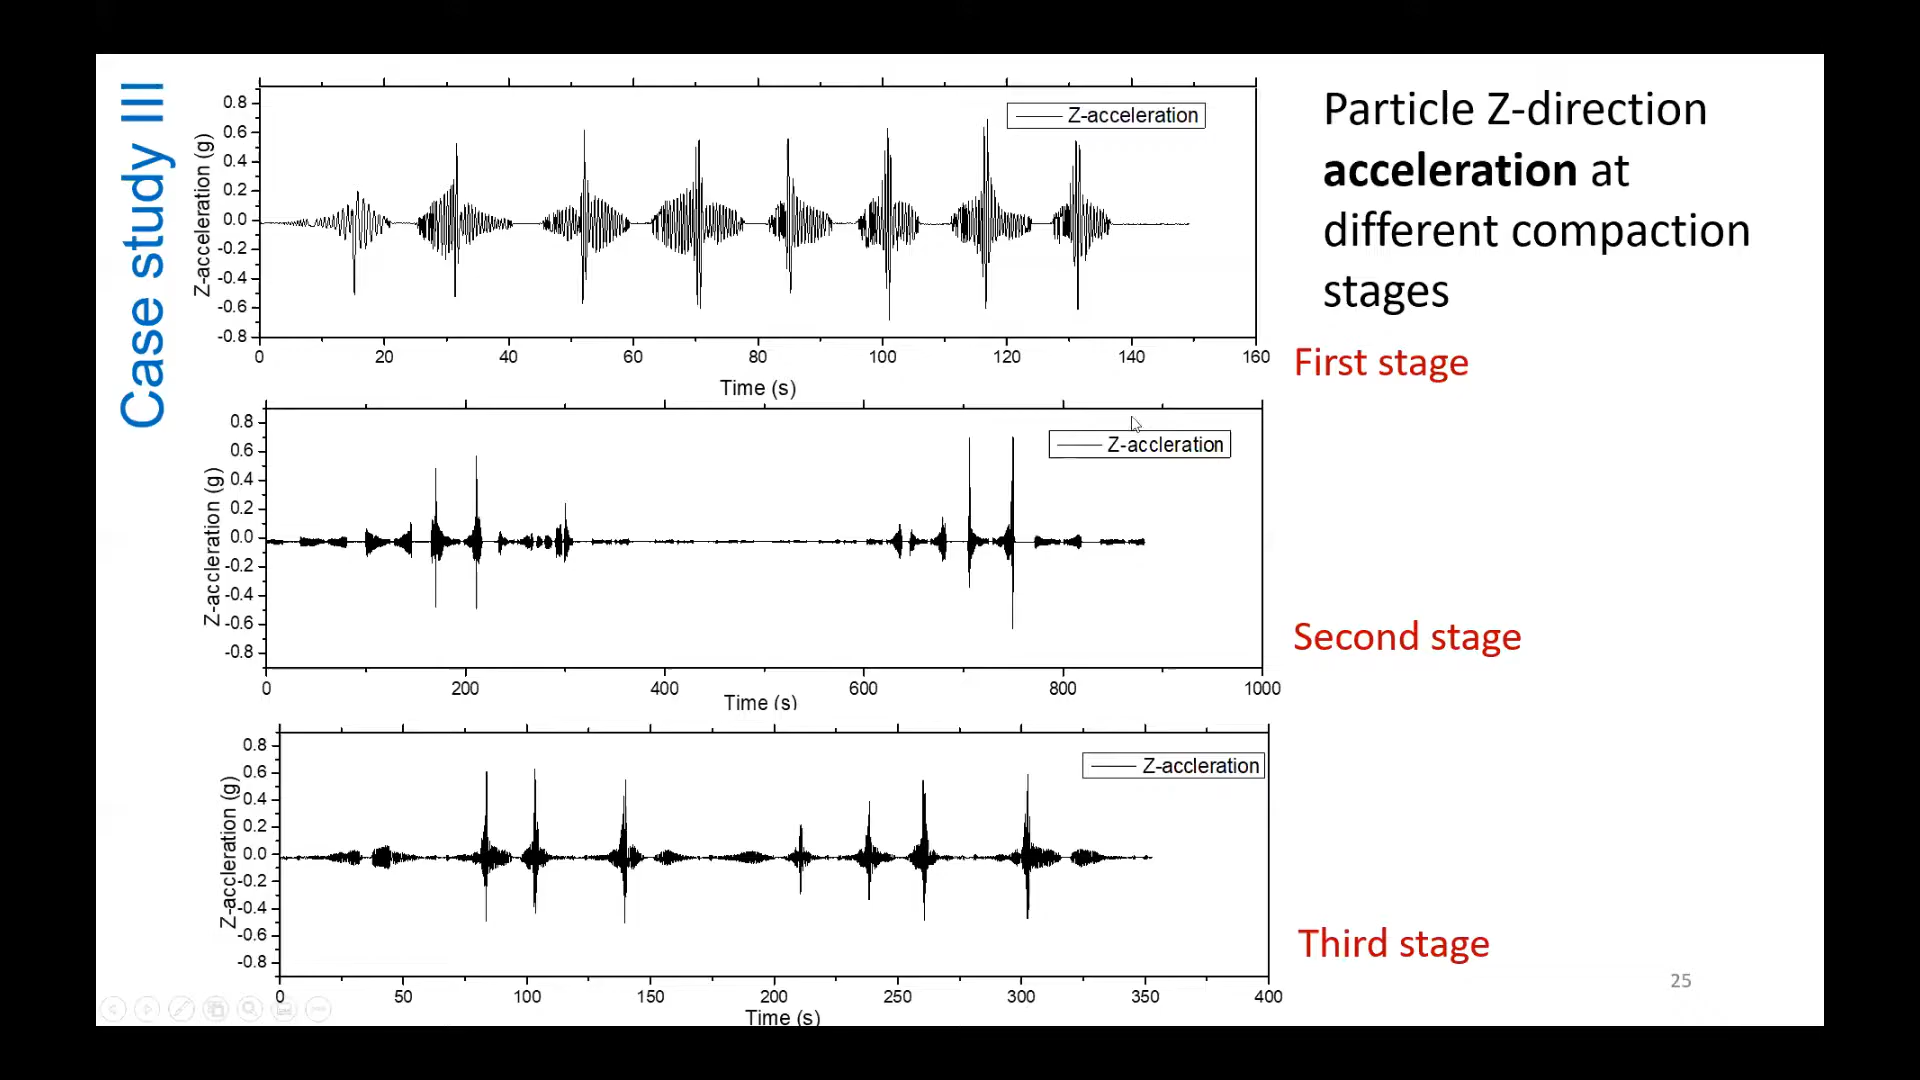 Case study III
Particle Z-direction
acceleration at
different compaction
stages
Z-acceleration
Z-acceleration (g)
0.8
0.6
0.4
0.2
0.0
-0.2
-0.4
-0.6
-0.8
0 20 40 60 80 100 120 140 160
Time (s)
First stage
Z-accleration
Z-accleration (g)
0.8
0.6
0.4
0.2
0.0
-0.2
-0.4
-0.6
-0.8
0 200 400 600 800 1000
Time (s)
Second stage
Z-accleration
Z-accleration (g)
0.8
0.6
0.4
0.2
0.0
-0.2
-0.4
-0.6
-0.8
0 50 100 150 200 250 300 350 400
Time (s)
Third stage
25